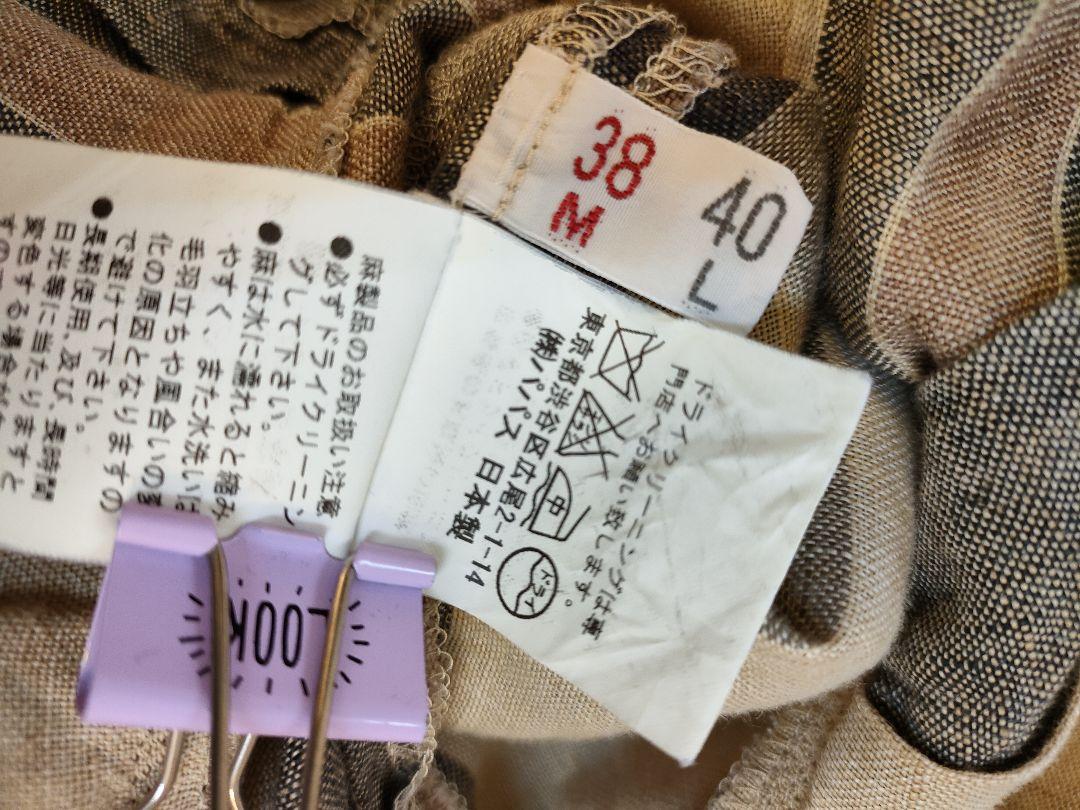 38
M
40
L
麻製品のお取扱い注意
●必ずドライクリーニン
グして下さい。
●麻は水に濡れると縮み
やすく、また水洗いは
毛羽立ちや風合いの変
化の原因となりますの
で避けて下さい。
●長期使用、及び、長時間
日光等に当たりますと
変色する場合が
ドライクリーニングは専
門店へお願い致します。
中
ドライ
東京都渋谷区広尾2-1-14
㈱パパス 日本製
LOOK